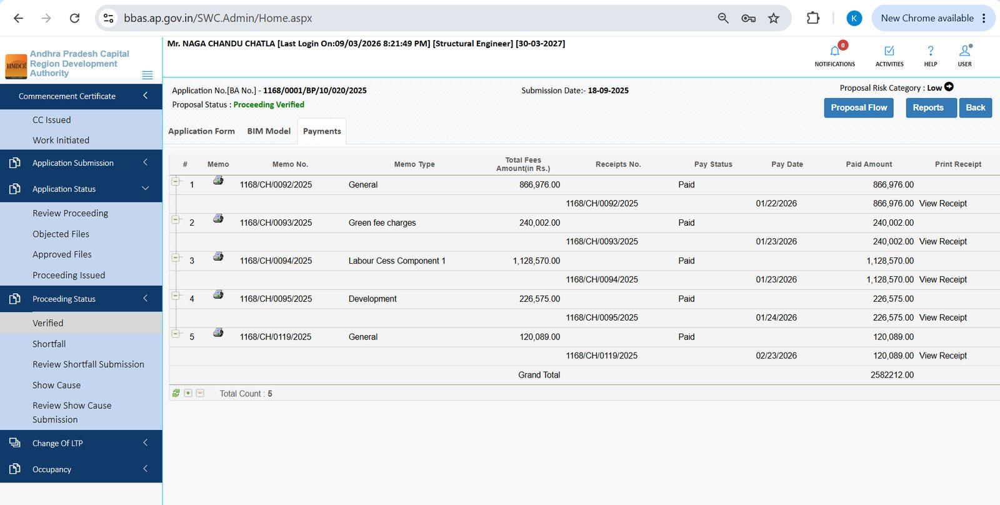 bbas.ap.gov.in/SWC.Admin/Home.aspx
K
New Chrome available
BIMDCR
Andhra Pradesh Capital
Region Development
Authority
Mr. NAGA CHANDU CHATLA [Last Login On:09/03/2026 8:21:49 PM] [Structural Engineer] [30-03-2027]
0
NOTIFICATIONS ACTIVITIES HELP USER
Commencement Certificate
CC Issued
Work Initiated
Application Submission
Application Status
Review Proceeding
Objected Files
Approved Files
Proceeding Issued
Proceeding Status
Verified
Shortfall
Review Shortfall Submission
Show Cause
Review Show Cause
Submission
Change Of LTP
Occupancy
Application No.[BA No.] - 1168/0001/BP/10/020/2025
Submission Date:- 18-09-2025
Proposal Risk Category : Low
Proposal Status : Proceeding Verified
Proposal Flow Reports Back
Application Form BIM Model Payments
# Memo Memo No. Memo Type Total Fees Amount(in Rs.) Receipts No. Pay Status Pay Date Paid Amount Print Receipt
1 1168/CH/0092/2025 General 866,976.00 Paid 866,976.00
1168/CH/0092/2025 01/22/2026 866,976.00 View Receipt
2 1168/CH/0093/2025 Green fee charges 240,002.00 Paid 240,002.00
1168/CH/0093/2025 01/23/2026 240,002.00 View Receipt
3 1168/CH/0094/2025 Labour Cess Component 1 1,128,570.00 Paid 1,128,570.00
1168/CH/0094/2025 01/23/2026 1,128,570.00 View Receipt
4 1168/CH/0095/2025 Development 226,575.00 Paid 226,575.00
1168/CH/0095/2025 01/24/2026 226,575.00 View Receipt
5 1168/CH/0119/2025 General 120,089.00 Paid 120,089.00
1168/CH/0119/2025 02/23/2026 120,089.00 View Receipt
Grand Total 2582212.00
Total Count : 5